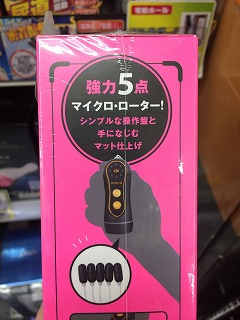 強力5点
マイクロ・ローター!
シンプルな操作盤と
手になじむ
マット仕上げ